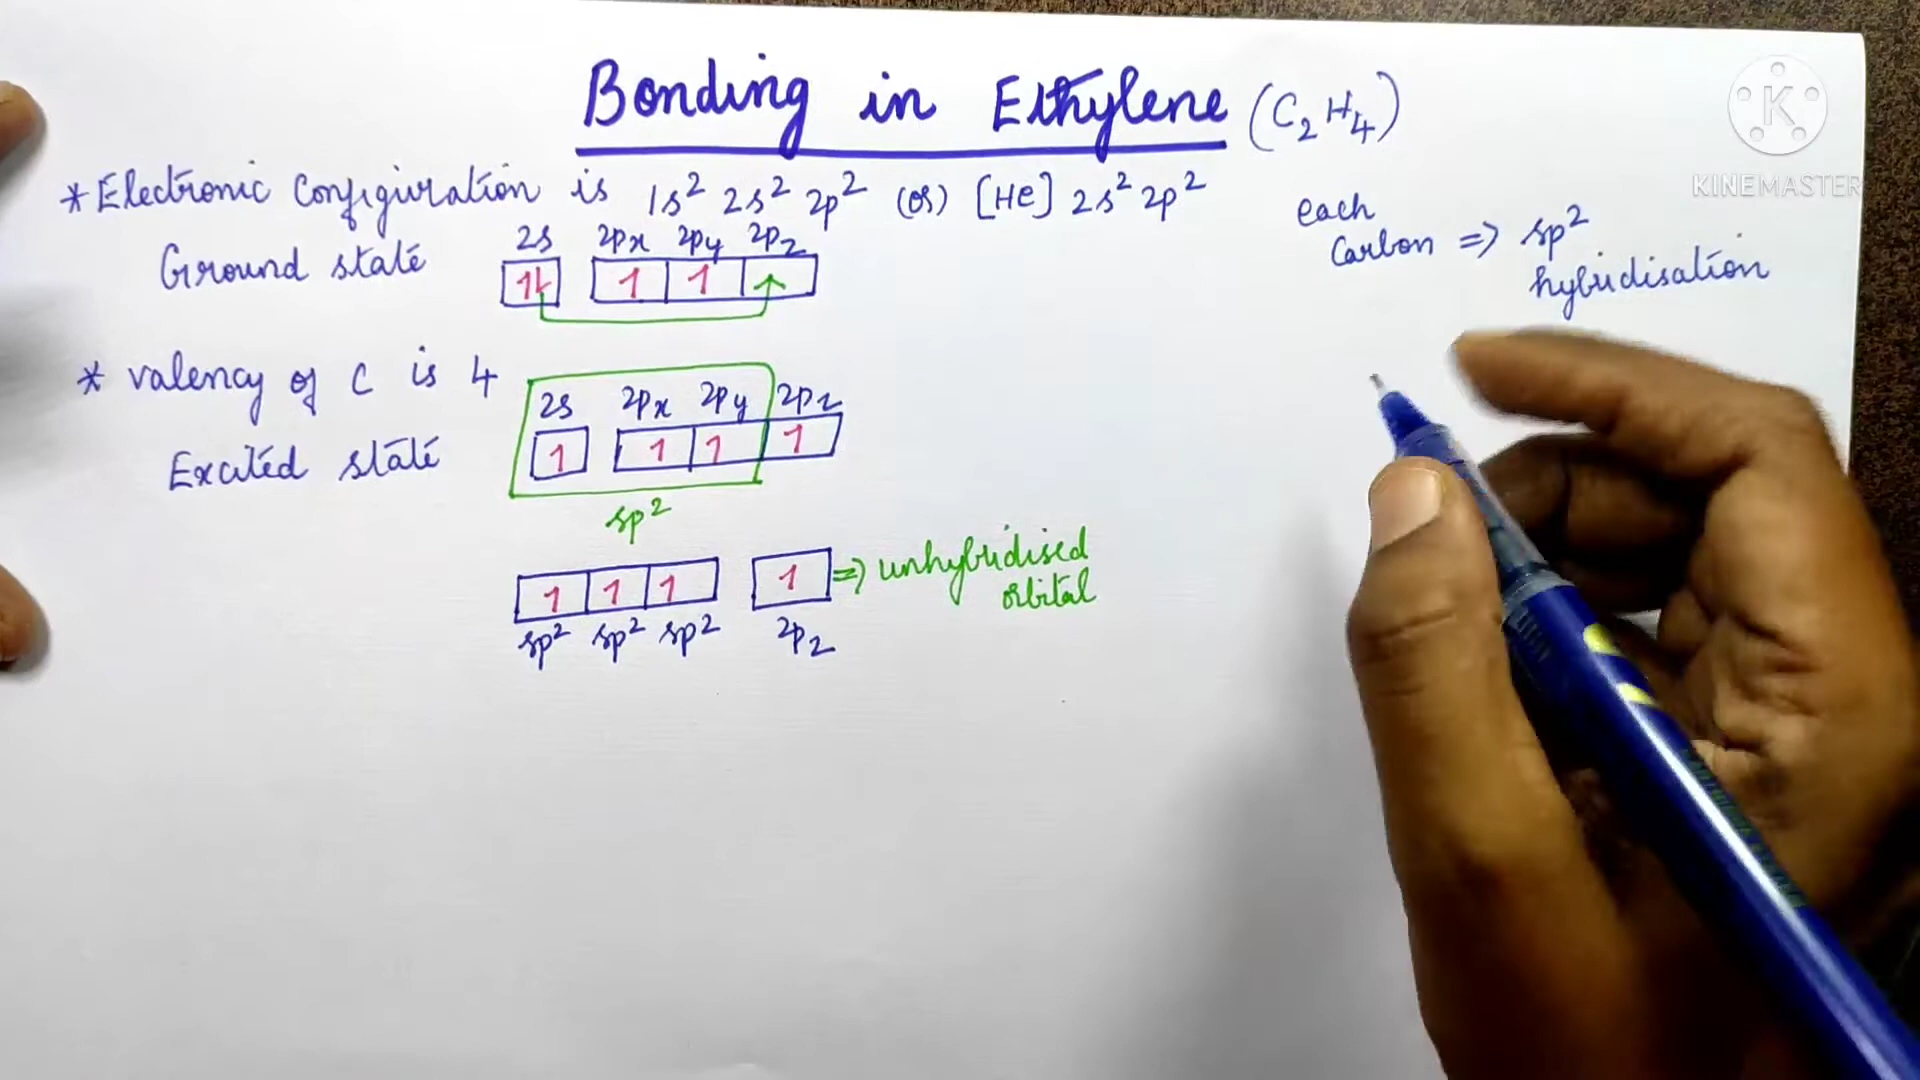 Bonding in Ethylene (C₂H₄)
* Electronic Configuration is 1s² 2s² 2p² (or) [He] 2s² 2p²
Ground state
2s 2px 2py 2pz
1⇂ 1 1 ↑
each
Carbon => sp²
hybridisation
* valency of C is 4
2s 2px 2py 2pz
Excited state
1 1 1 1
sp²
1 1 1 1 => unhybridised
orbital
sp² sp² sp² 2pz
K
KINEMASTER